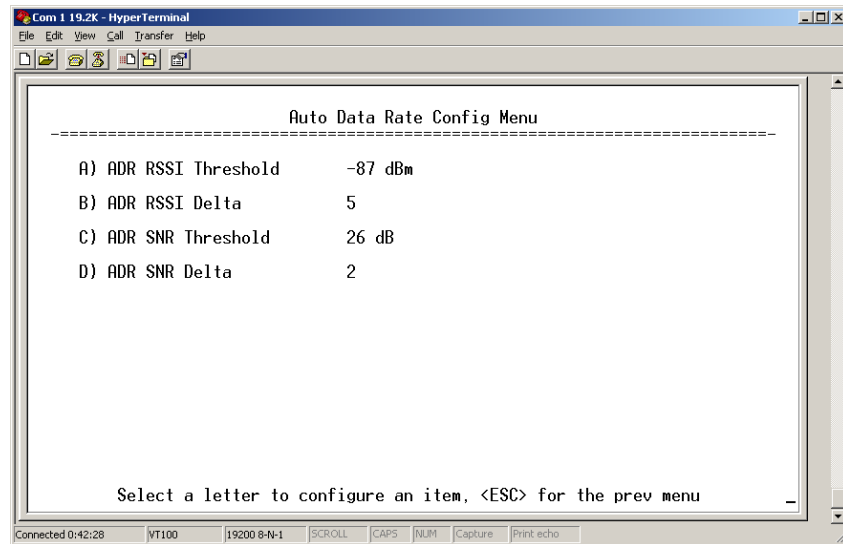 Com 1 19.2K - HyperTerminal
File Edit View Call Transfer Help
Auto Data Rate Config Menu
-==========================================================================-
A) ADR RSSI Threshold -87 dBm
B) ADR RSSI Delta 5
C) ADR SNR Threshold 26 dB
D) ADR SNR Delta 2
Select a letter to configure an item, <ESC> for the prev menu _
Connected 0:42:28 VT100 19200 8-N-1 SCROLL CAPS NUM Capture Print echo